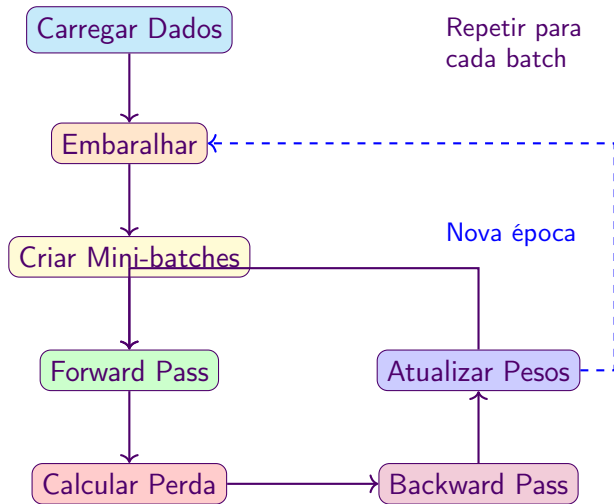 Carregar Dados
Repetir para
cada batch
Embaralhar
Nova época
Criar Mini-batches
Forward Pass
Atualizar Pesos
Calcular Perda
Backward Pass